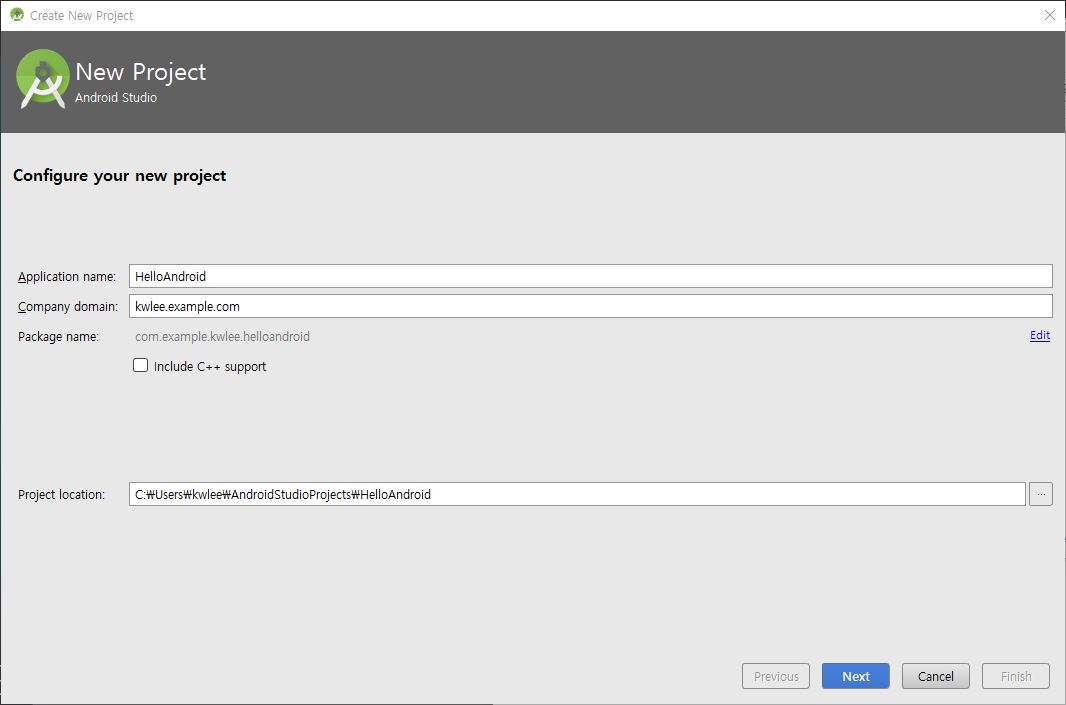 Create New Project
New Project
Android Studio
Configure your new project
Application name: HelloAndroid
Company domain: kwlee.example.com
Package name: com.example.kwlee.helloandroid Edit
Include C++ support
Project location: C:₩Users₩kwlee₩AndroidStudioProjects₩HelloAndroid ...
Previous Next Cancel Finish